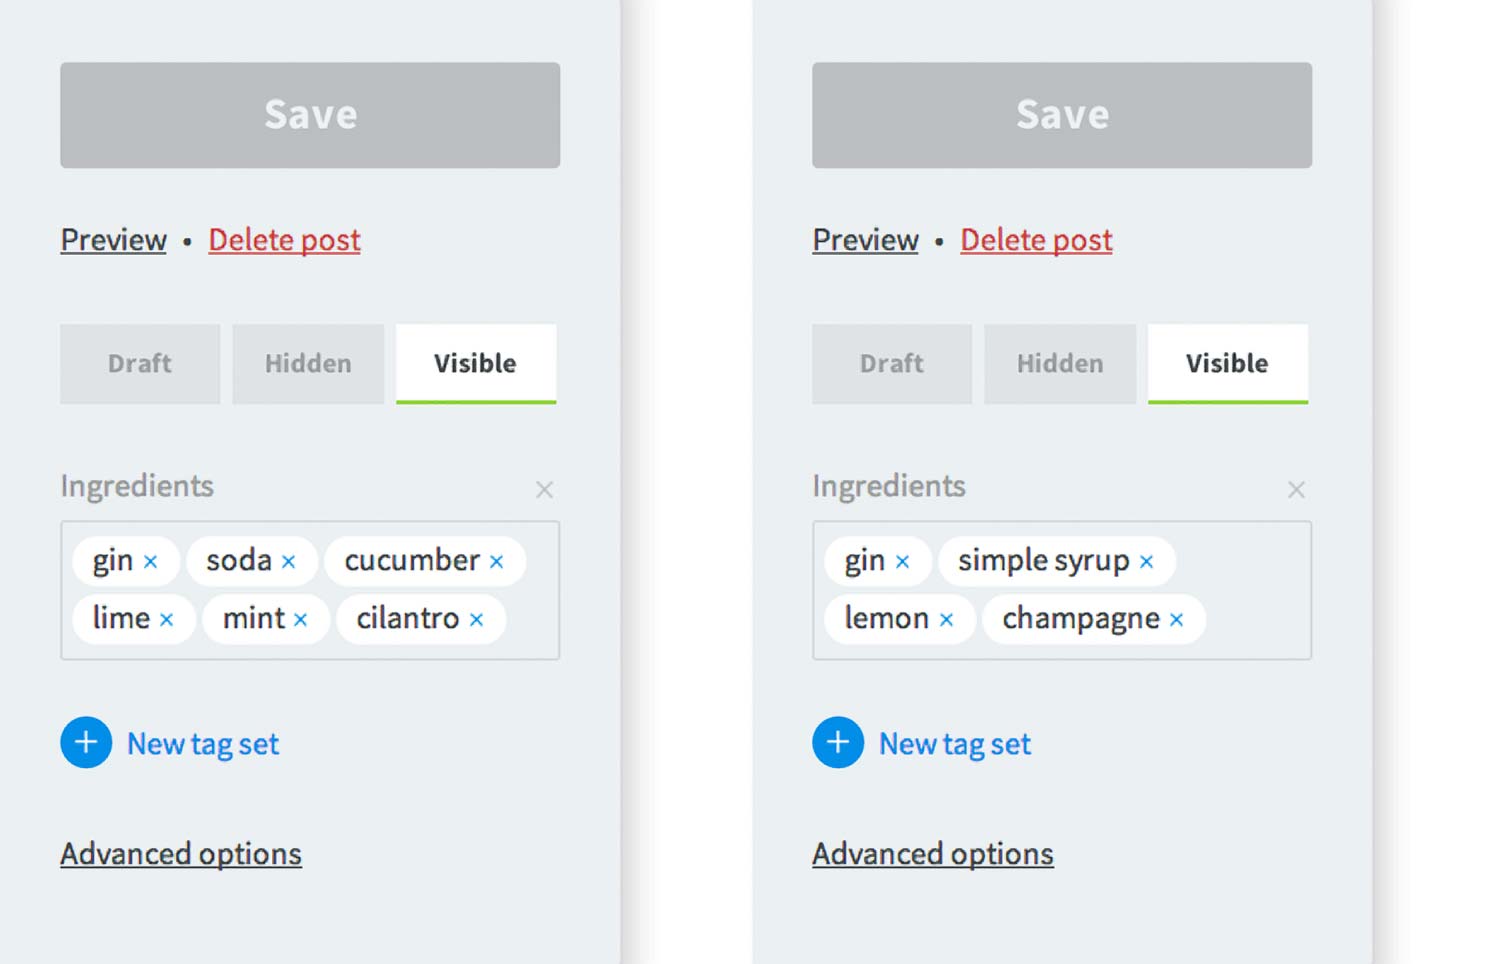 Save
Preview • Delete post
Draft Hidden Visible
Ingredients ×
gin × soda × cucumber ×
lime × mint × cilantro ×
+ New tag set
Advanced options
Save
Preview • Delete post
Draft Hidden Visible
Ingredients ×
gin × simple syrup ×
lemon × champagne ×
+ New tag set
Advanced options